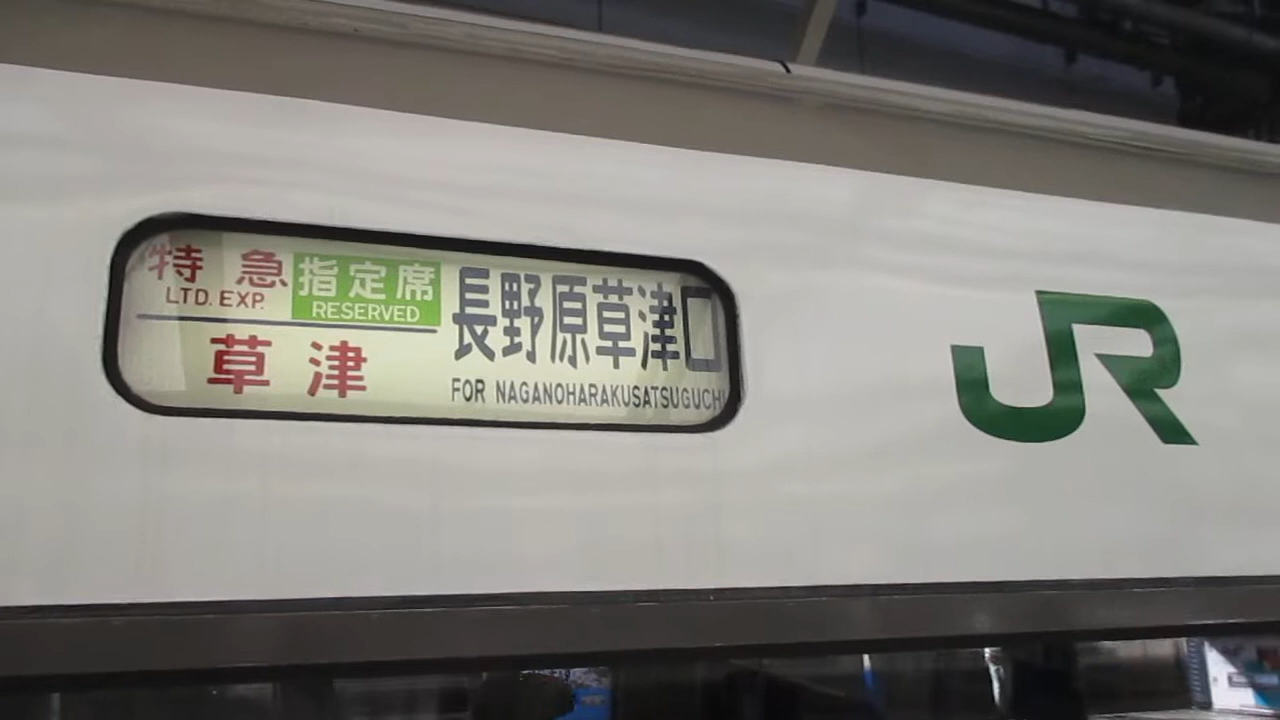 特急 指定席
LTD. EXP. RESERVED
草津
長野原草津口
FOR NAGANOHARAKUSATSUGUCHI
JR